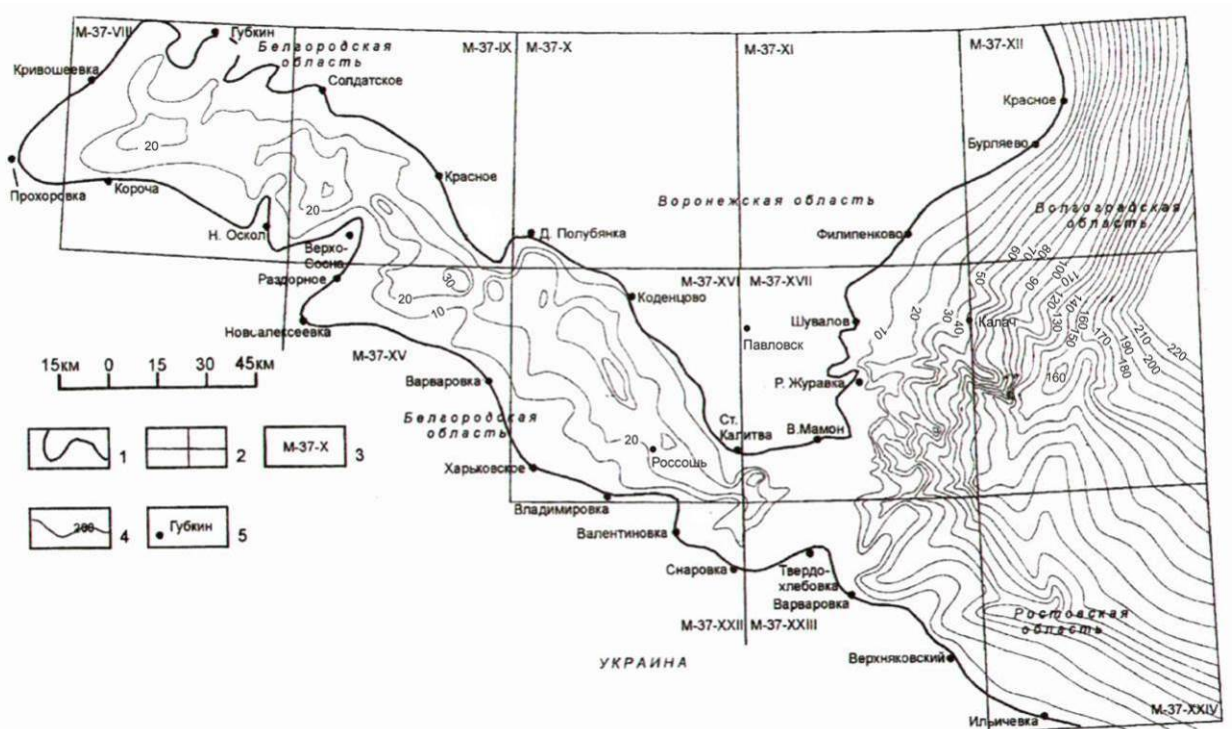 М-37-VIII
Губкин
Белгородская
область
М-37-IX
М-37-X
М-37-XI
М-37-XII
Кривошеевка
Солдатское
Красное
20
Бурляево
Прохоровка
Короча
Красное
20
Воронежская область
Волгоградская
область
Н. Оскол
Верхо-
Сосна
Д. Полубянка
Филипенково
60
70
80
Раздорное
30
М-37-XVI
М-37-XVII
50
90
100
110
20
Коденцово
120
140
10
Новоалексеевка
Шувалов
10
20
30
40
Калач
130
160
210
220
Павловск
150
170
190
200
15км
0
15
30
45км
М-37-XV
180
Варваровка
Р. Журавка
160
Белгородская
область
Ст.
Калитва
В.Мамон
20
1
2
М-37-X
3
Россошь
Харьковское
Владимировка
200
4
Губкин
5
Валентиновка
Снаровка
Твердо-
хлебовка
Варваровка
Ростовская
область
М-37-XXII
М-37-XXIII
УКРАИНА
Верхняковский
М-37-XXIV
Ильичевка